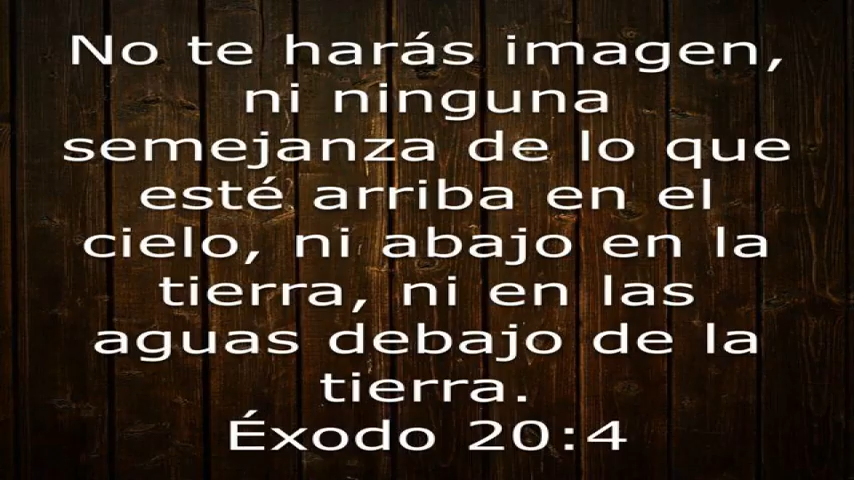 No te harás imagen,
ni ninguna
semejanza de lo que
esté arriba en el
cielo, ni abajo en la
tierra, ni en las
aguas debajo de la
tierra.
Éxodo 20:4